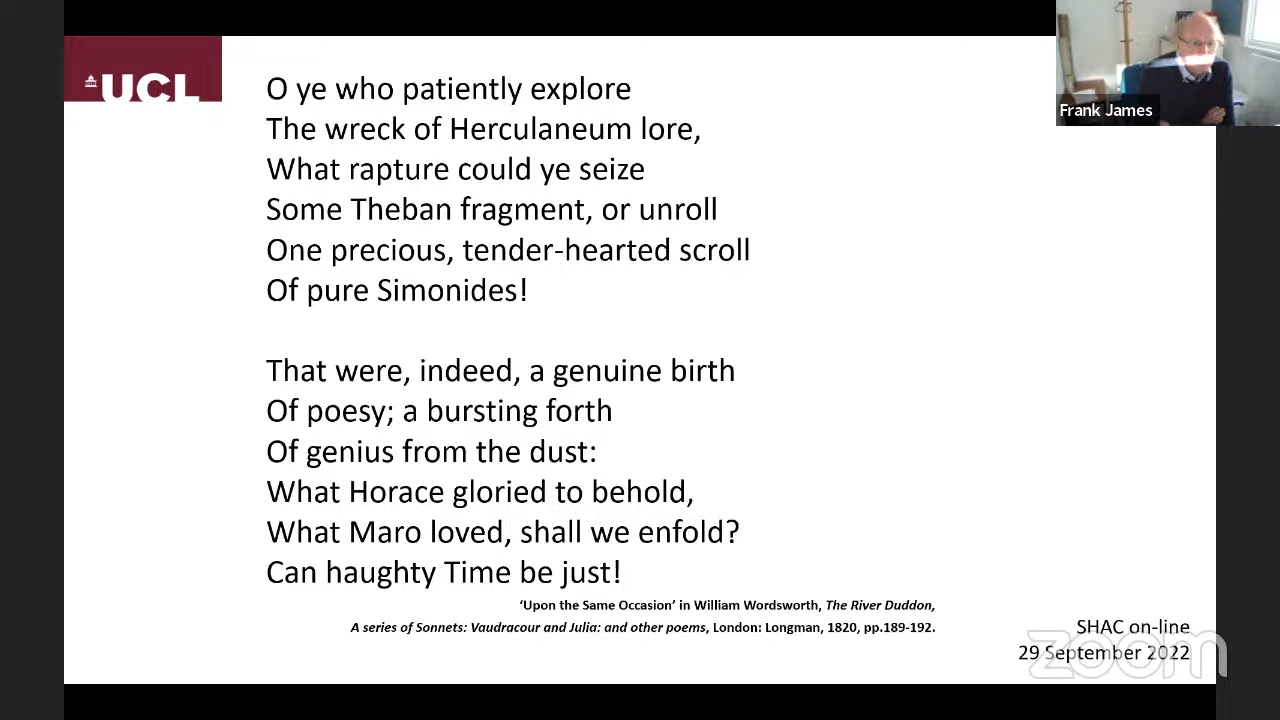 UCL
Frank James
O ye who patiently explore
The wreck of Herculaneum lore,
What rapture could ye seize
Some Theban fragment, or unroll
One precious, tender-hearted scroll
Of pure Simonides!
That were, indeed, a genuine birth
Of poesy; a bursting forth
Of genius from the dust:
What Horace gloried to behold,
What Maro loved, shall we enfold?
Can haughty Time be just!
‘Upon the Same Occasion’ in William Wordsworth, The River Duddon,
A series of Sonnets: Vaudracour and Julia: and other poems, London: Longman, 1820, pp.189-192.
SHAC on-line
29 September 2022
zoom